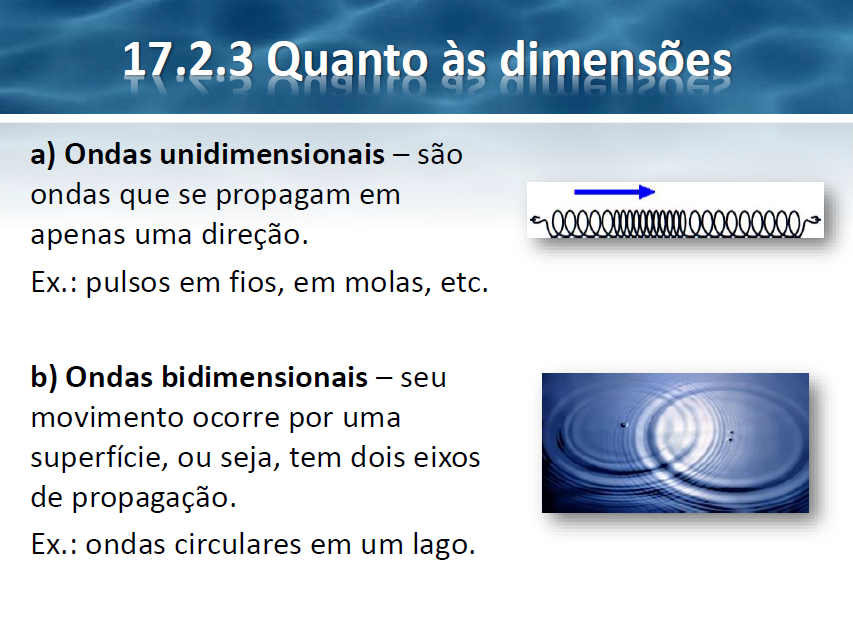 17.2.3 Quanto às dimensões
a) Ondas unidimensionais – são
ondas que se propagam em
apenas uma direção.
Ex.: pulsos em fios, em molas, etc.
b) Ondas bidimensionais – seu
movimento ocorre por uma
superfície, ou seja, tem dois eixos
de propagação.
Ex.: ondas circulares em um lago.